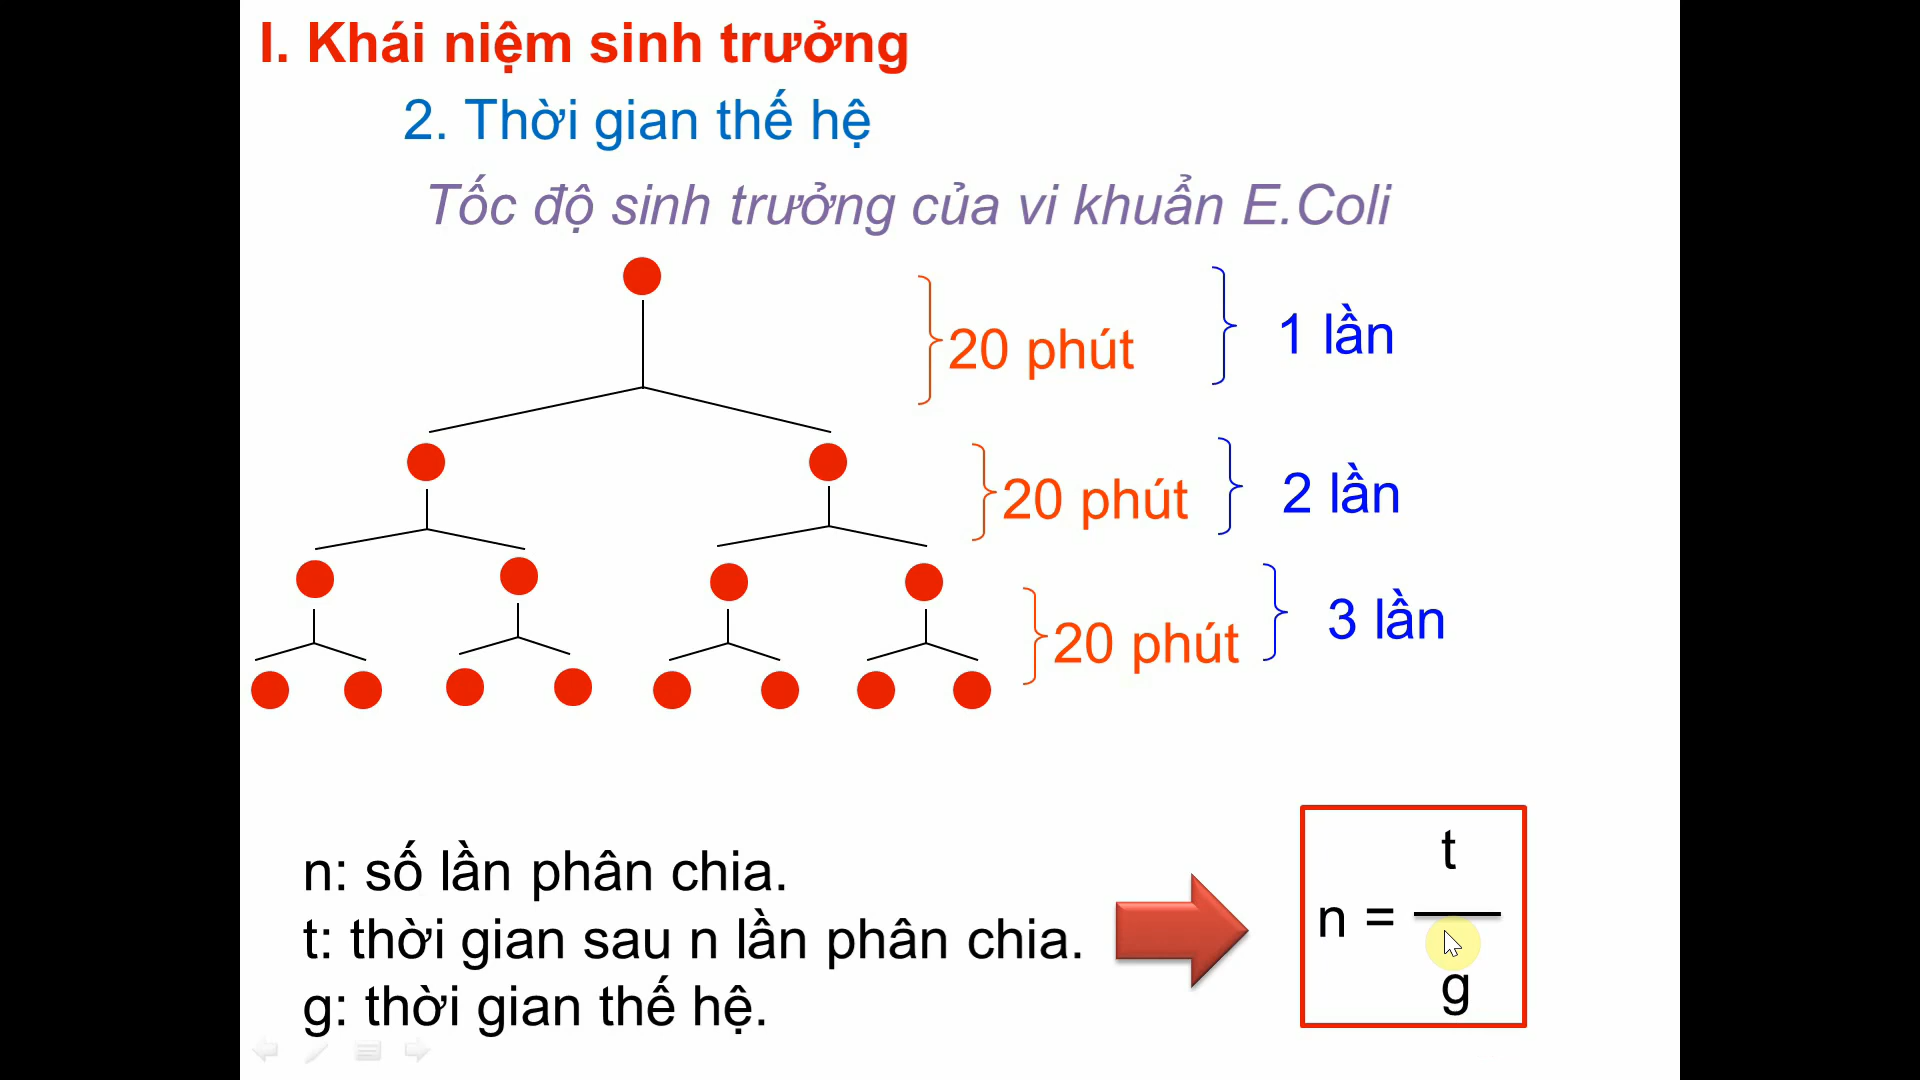 I. Khái niệm sinh trưởng
2. Thời gian thế hệ
Tốc độ sinh trưởng của vi khuẩn E.Coli
20 phút
1 lần
20 phút
2 lần
20 phút
3 lần
n: số lần phân chia.
t: thời gian sau n lần phân chia.
g: thời gian thế hệ.
t
n =
g